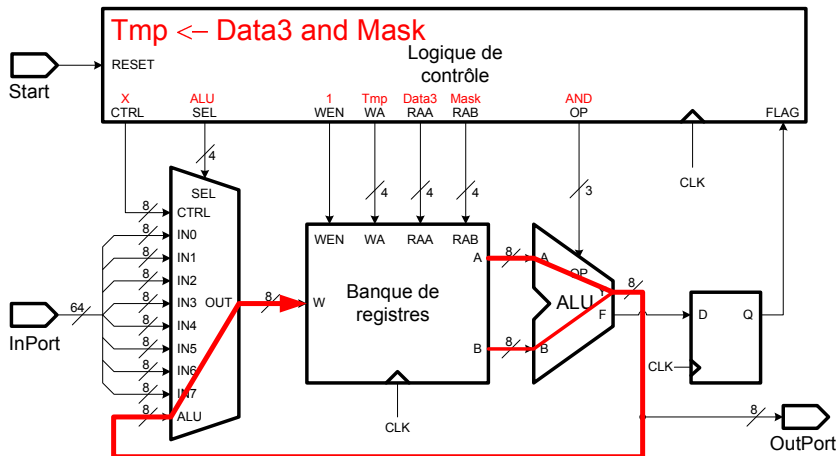 Tmp <– Data3 and Mask
Logique de
contrôle
RESET
Start
X ALU 1 Tmp Data3 Mask AND
CTRL SEL WEN WA RAA RAB OP FLAG
4 4 4 4 3 CLK
SEL
8 CTRL
8 IN0
8 IN1
8 IN2
8 IN3
8 IN4
8 IN5
8 IN6
8 IN7
8 ALU
OUT
64
InPort
8
WEN WA RAA RAB
W
Banque de
registres
A
B
CLK
8
8
A
OP
ALU
B
Y
F
8
D Q
CLK
8
OutPort